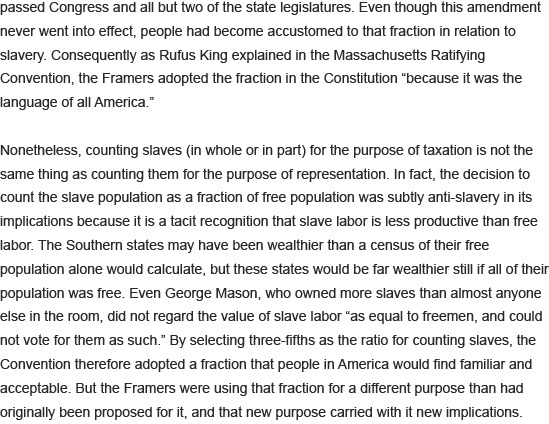 passed Congress and all but two of the state legislatures. Even though this amendment
never went into effect, people had become accustomed to that fraction in relation to
slavery. Consequently as Rufus King explained in the Massachusetts Ratifying
Convention, the Framers adopted the fraction in the Constitution “because it was the
language of all America.”

Nonetheless, counting slaves (in whole or in part) for the purpose of taxation is not the
same thing as counting them for the purpose of representation. In fact, the decision to
count the slave population as a fraction of free population was subtly anti-slavery in its
implications because it is a tacit recognition that slave labor is less productive than free
labor. The Southern states may have been wealthier than a census of their free
population alone would calculate, but these states would be far wealthier still if all of their
population was free. Even George Mason, who owned more slaves than almost anyone
else in the room, did not regard the value of slave labor “as equal to freemen, and could
not vote for them as such.” By selecting three-fifths as the ratio for counting slaves, the
Convention therefore adopted a fraction that people in America would find familiar and
acceptable. But the Framers were using that fraction for a different purpose than had
originally been proposed for it, and that new purpose carried with it new implications.